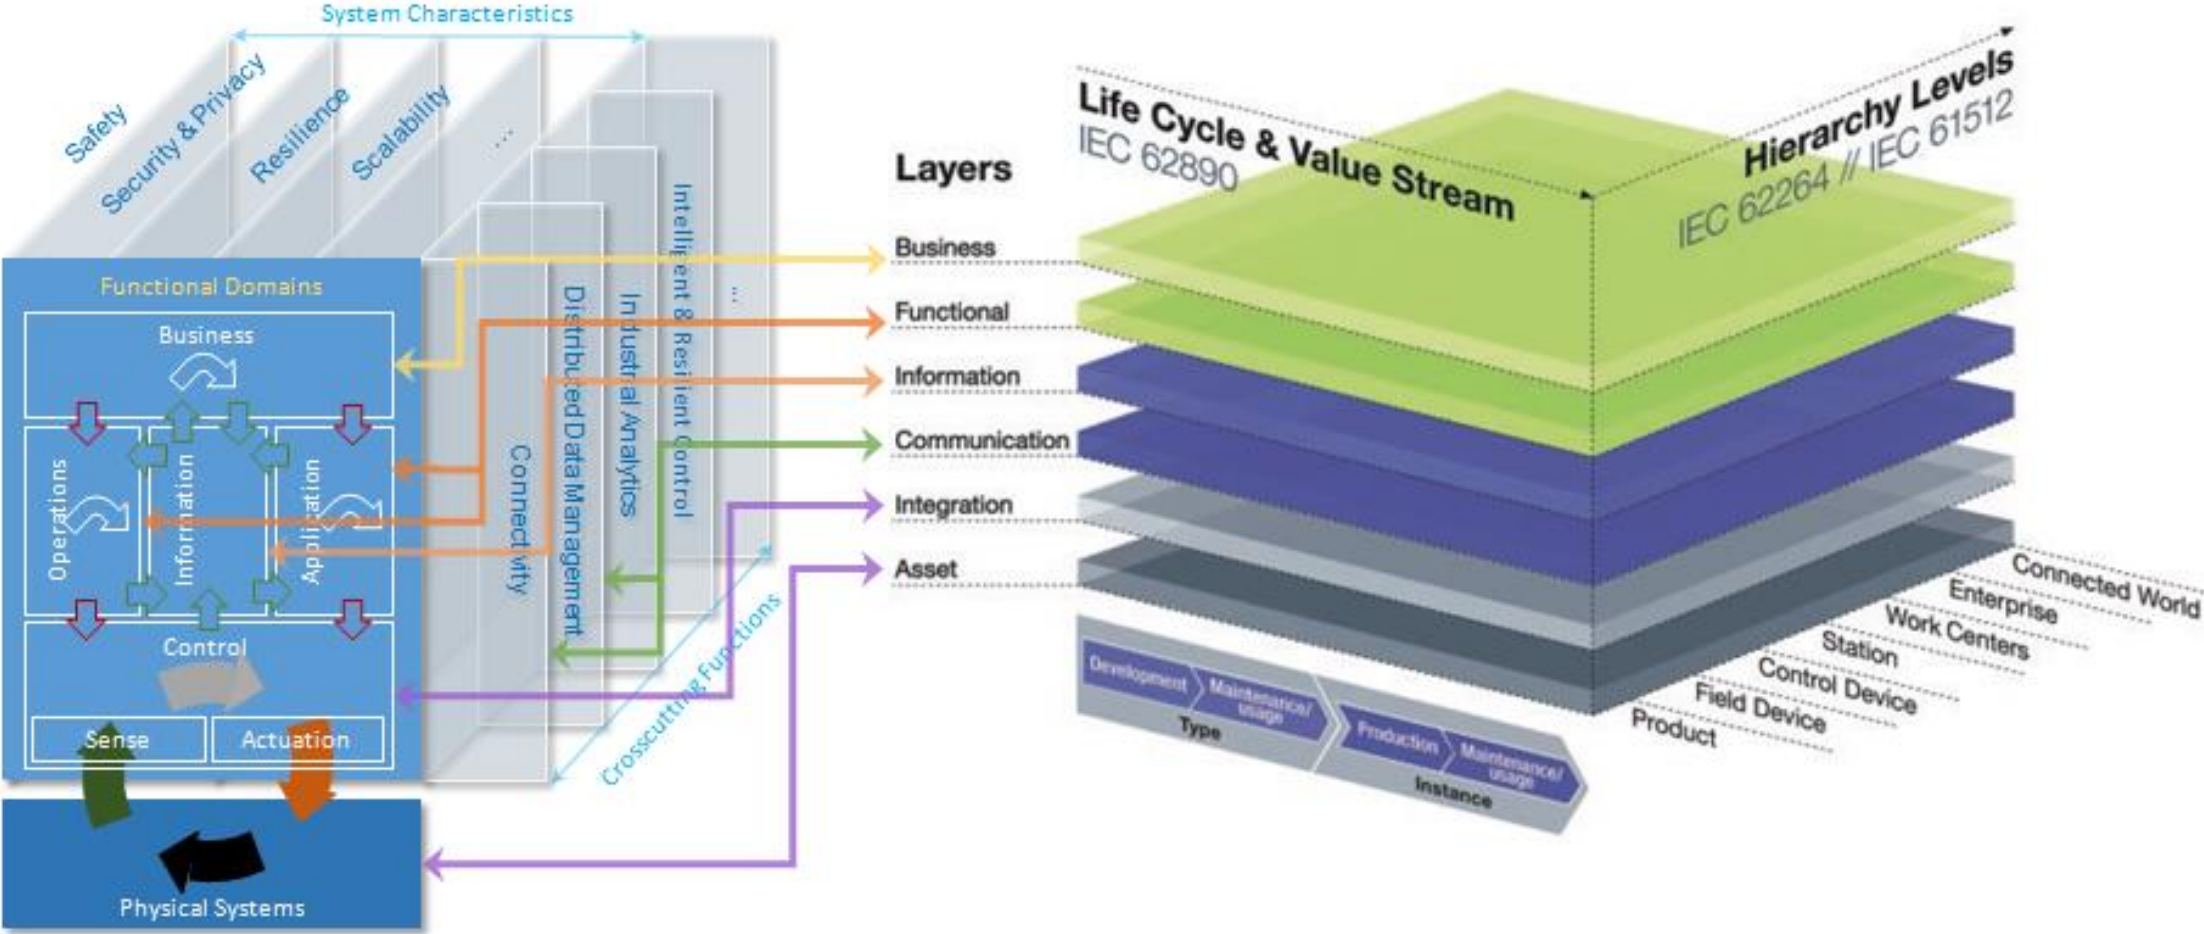 System Characteristics
Safety
Security & Privacy
Resilience
Scalability
...
Functional Domains
Business
Operations
Information
Application
Control
Sense
Actuation
Physical Systems
Connectivity
Distributed Data Management
Industrial Analytics
Intelligent & Resilient Control
...
Crosscutting Functions
Layers
Business
Functional
Information
Communication
Integration
Asset
Life Cycle & Value Stream
IEC 62890
Hierarchy Levels
IEC 62264 // IEC 61512
Connected World
Enterprise
Work Centers
Station
Control Device
Field Device
Product
Development
Maintenance/
usage
Type
Production
Maintenance/
usage
Instance